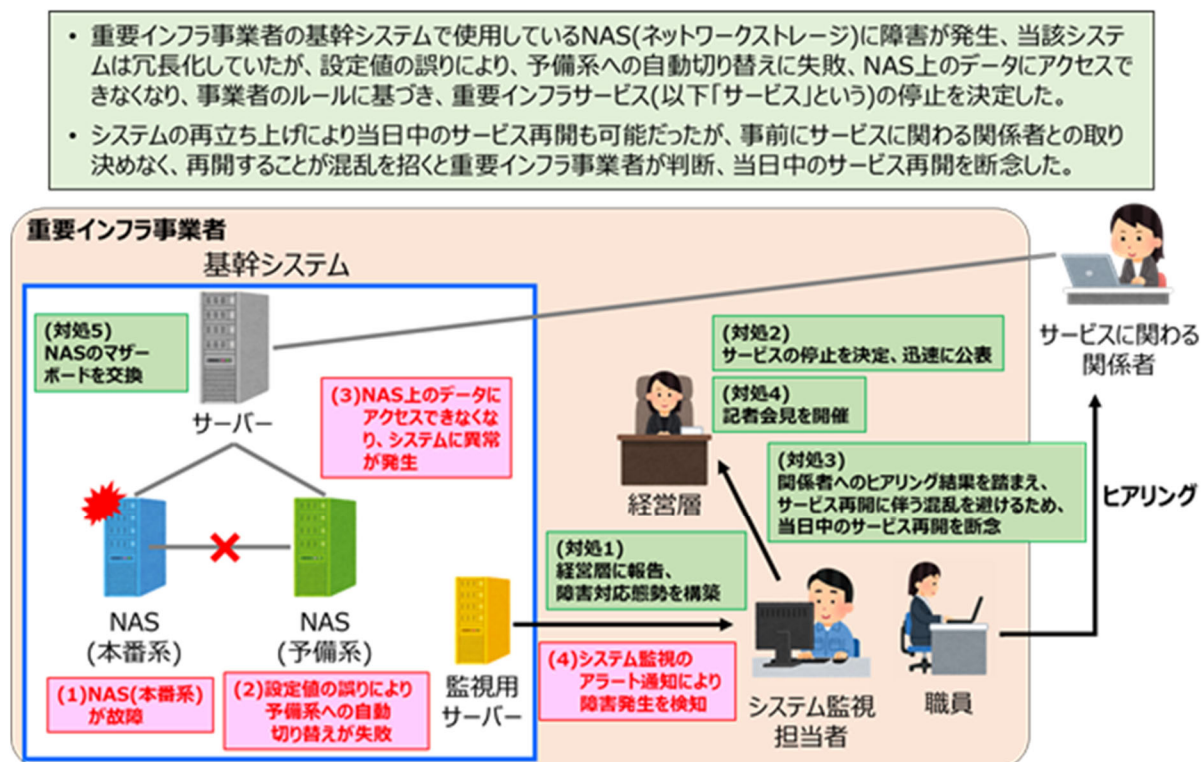 • 重要インフラ事業者の基幹システムで使用しているNAS(ネットワークストレージ)に障害が発生、当該システ
ムは冗長化していたが、設定値の誤りにより、予備系への自動切り替えに失敗、NAS上のデータにアクセスで
きなくなり、事業者のルールに基づき、重要インフラサービス(以下「サービス」という)の停止を決定した。
• システムの再立ち上げにより当日中のサービス再開も可能だったが、事前にサービスに関わる関係者との取り
決めなく、再開することが混乱を招くと重要インフラ事業者が判断、当日中のサービス再開を断念した。
重要インフラ事業者
基幹システム
(対処5)
NASのマザー
ボードを交換
サーバー
(3)NAS上のデータに
アクセスできなくな
り、システムに異常
が発生
NAS
(本番系)
NAS
(予備系)
(1)NAS(本番系)
が故障
(2)設定値の誤りにより
予備系への自動
切り替えが失敗
監視用
サーバー
(対処2)
サービスの停止を決定、迅速に公表
(対処4)
記者会見を開催
経営層
(対処3)
関係者へのヒアリング結果を踏まえ、
サービス再開に伴う混乱を避けるため、
当日中のサービス再開を断念
(対処1)
経営層に報告、
障害対応態勢を構築
(4)システム監視の
アラート通知により
障害発生を検知
システム監視
担当者
職員
サービスに関わる
関係者
ヒアリング